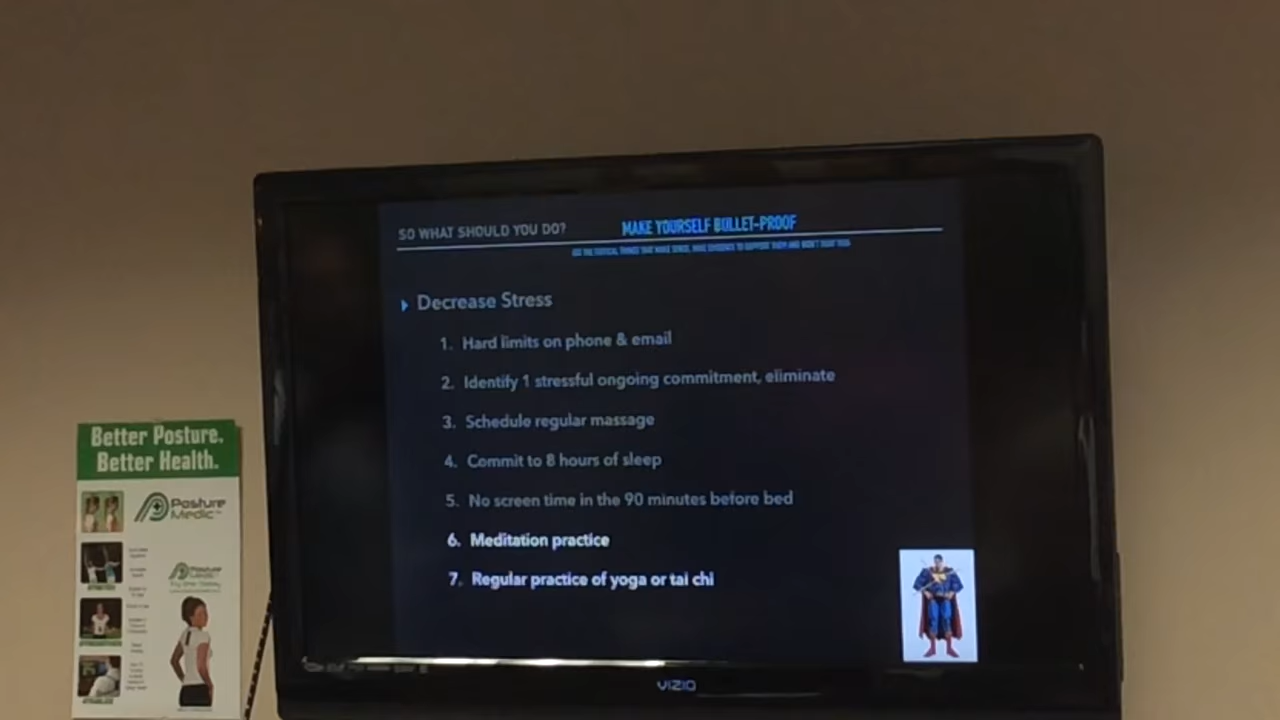 SO WHAT SHOULD YOU DO?
MAKE YOURSELF BULLET-PROOF
Decrease Stress
1. Hard limits on phone & email
2. Identify 1 stressful ongoing commitment, eliminate
3. Schedule regular massage
4. Commit to 8 hours of sleep
5. No screen time in the 90 minutes before bed
6. Meditation practice
7. Regular practice of yoga or tai chi
VIZIO
Better Posture.
Better Health.
Posture
Medic™